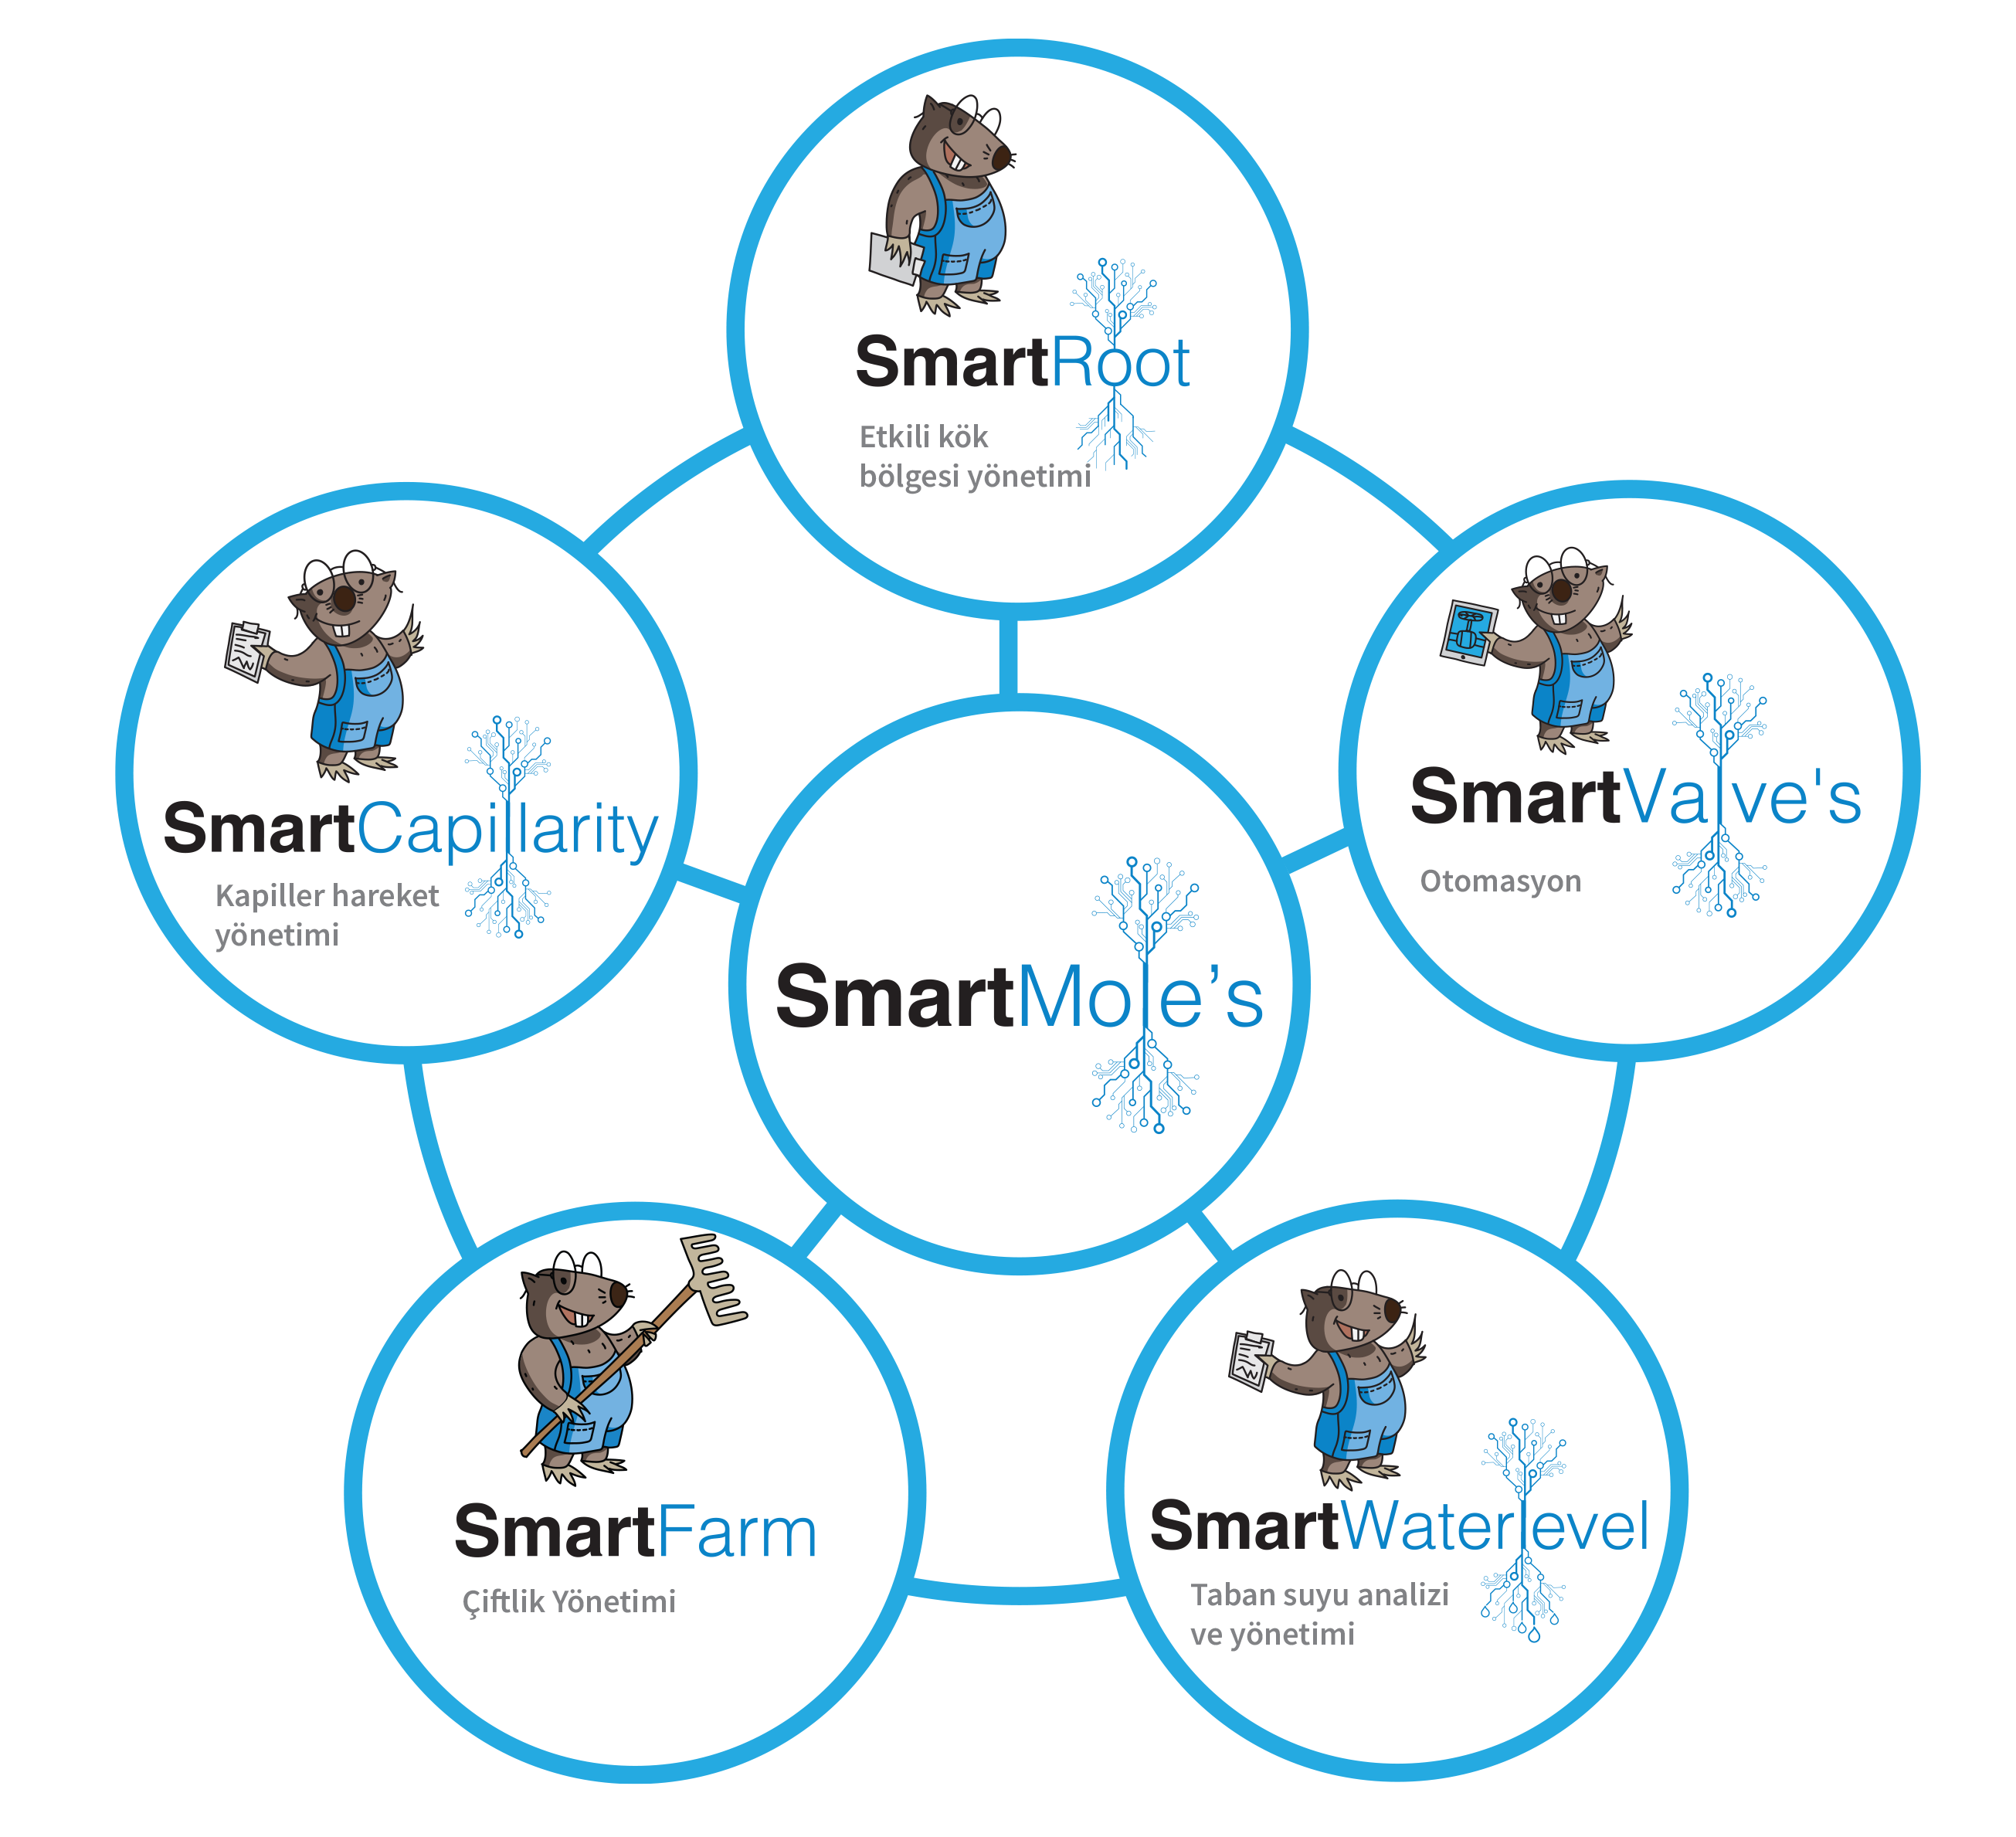 SmartRoot
Etkili kök
bölgesi yönetimi
SmartCapillarity
Kapiller hareket
yönetimi
SmartValve's
Otomasyon
SmartMole’s
SmartFarm
Çiftlik Yönetimi
SmartWaterlevel
Taban suyu analizi
ve yönetimi